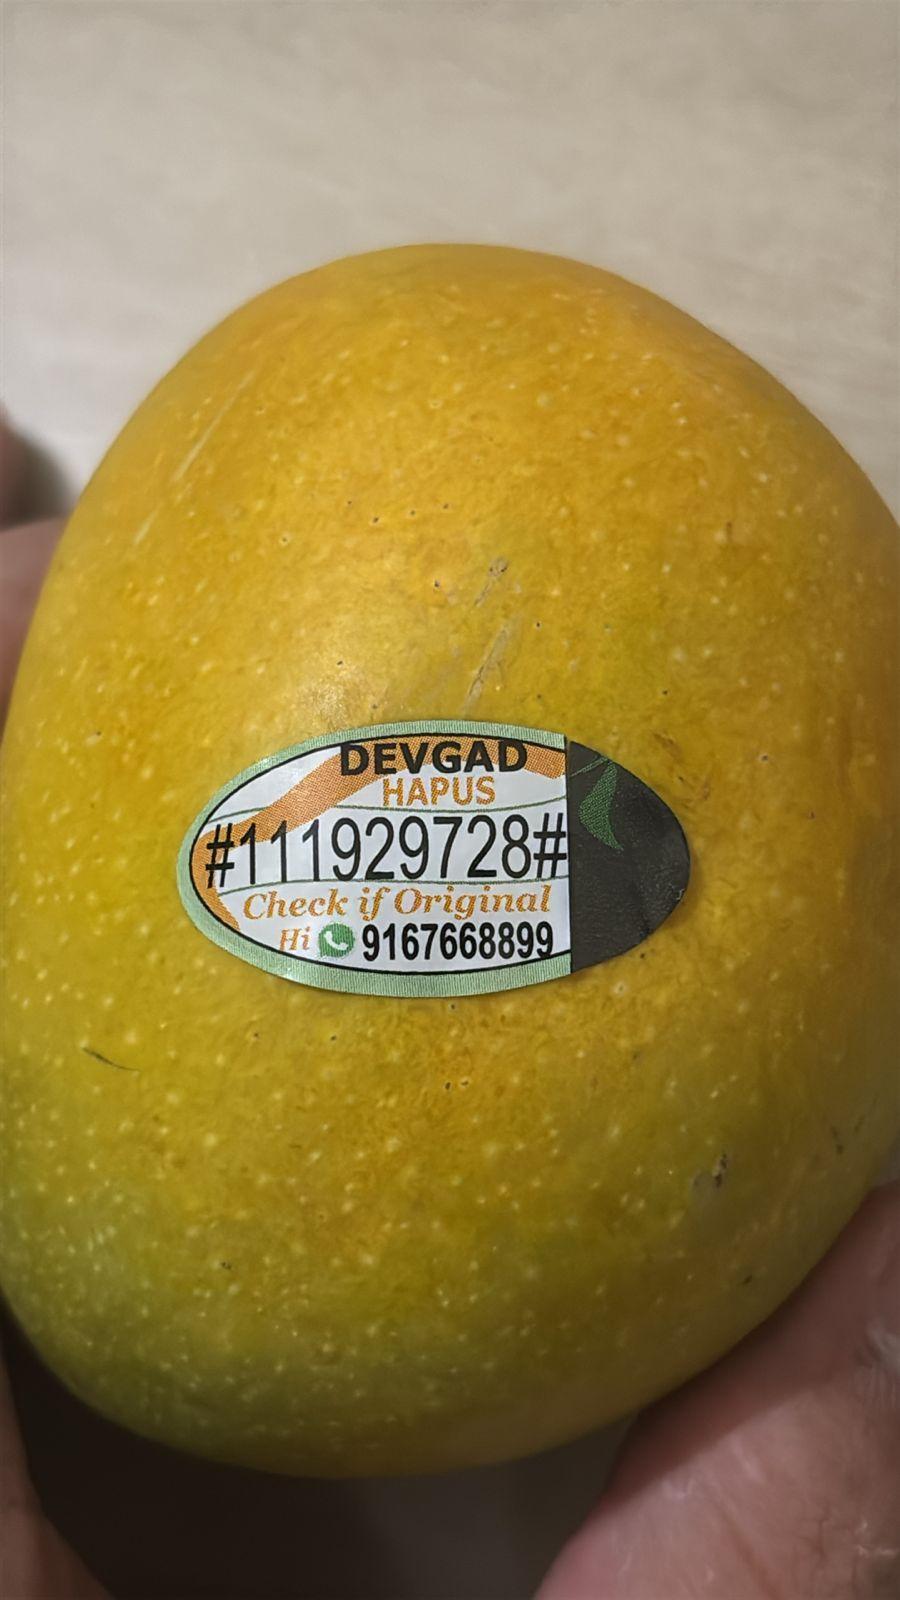 DEVGAD
HAPUS
#111929728#
Check if Original
Hi 9167668899